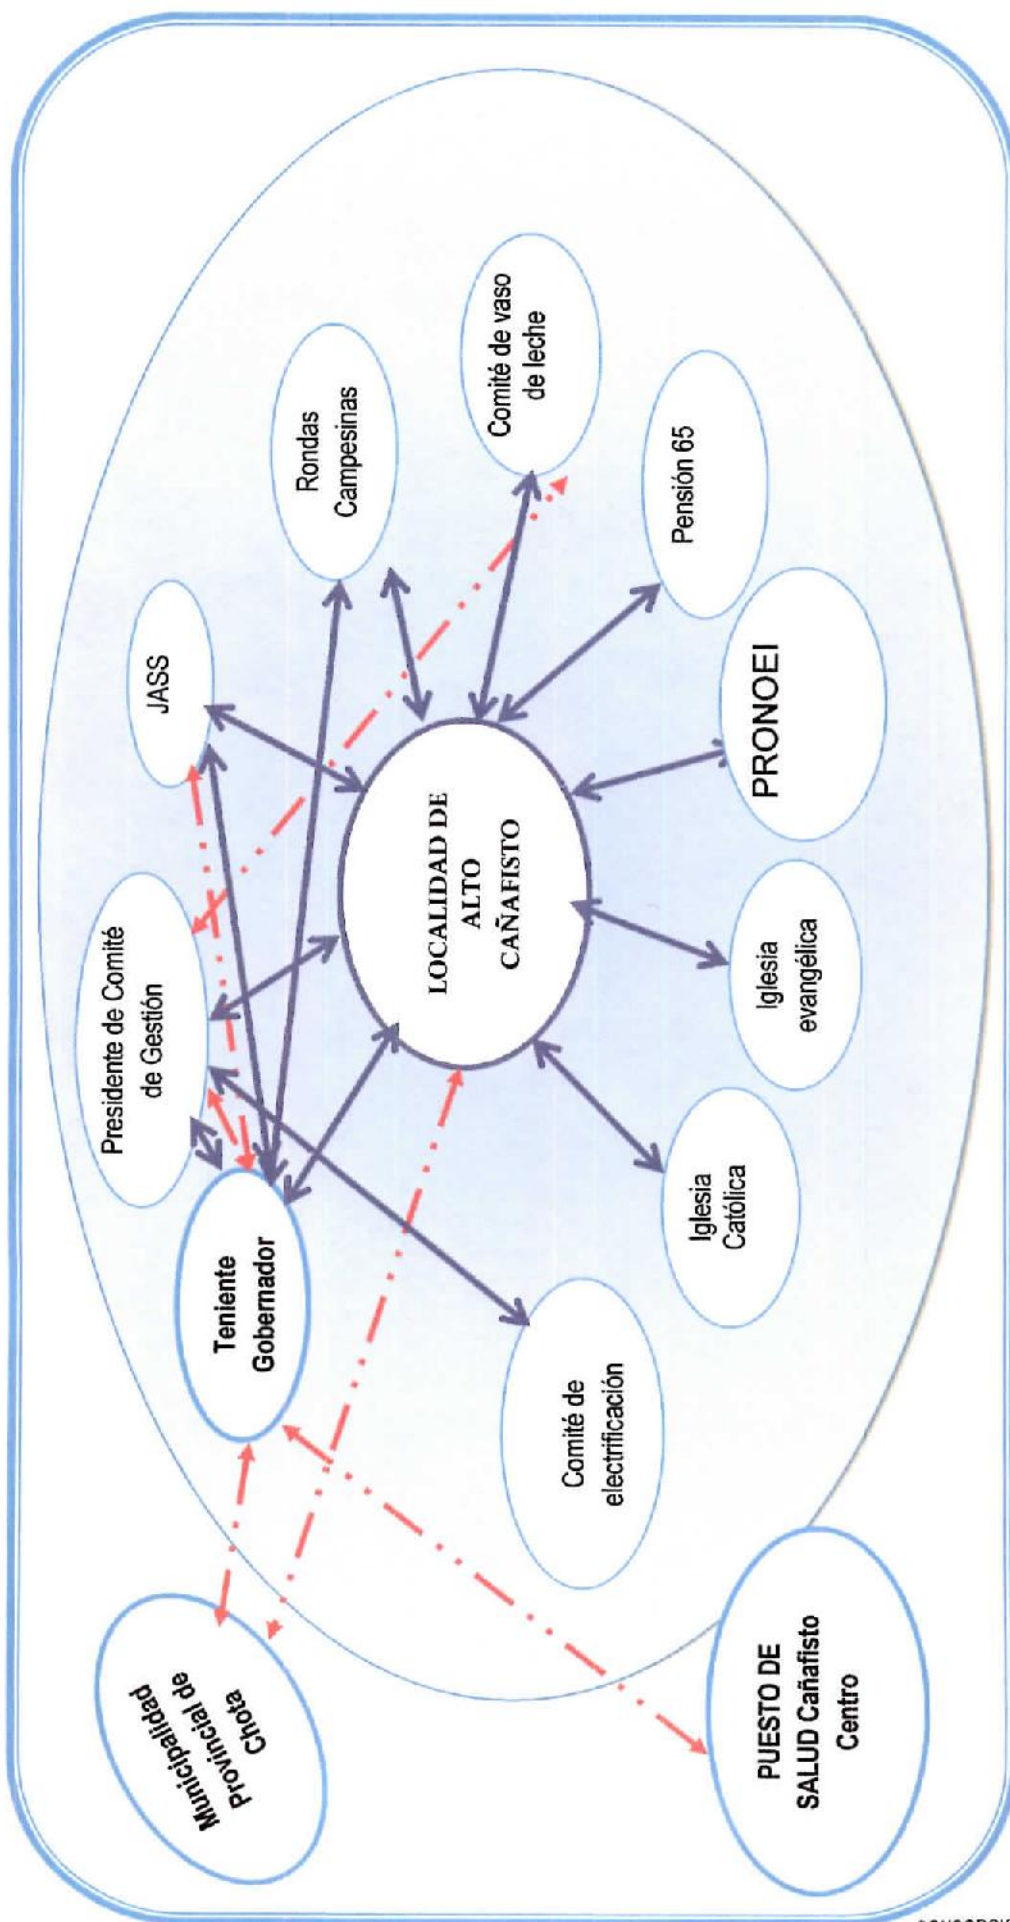 Municipalidad
Provincial de
Chota
Teniente
Gobernador
Presidente de Comité
de Gestión
JASS
Rondas
Campesinas
Comité de vaso
de leche
Pensión 65
PRONOEI
Iglesia
evangélica
Iglesia
Católica
Comité de
electrificación
LOCALIDAD DE
ALTO
CAÑAFISTO
PUESTO DE
SALUD Cañafisto
Centro